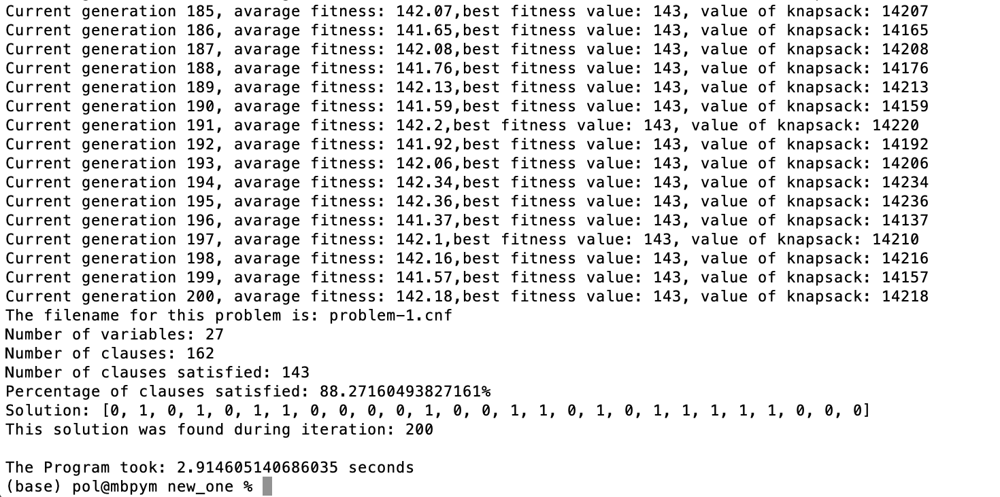 Current generation 185, avarage fitness: 142.07,best fitness value: 143, value of knapsack: 14207
Current generation 186, avarage fitness: 141.65,best fitness value: 143, value of knapsack: 14165
Current generation 187, avarage fitness: 142.08,best fitness value: 143, value of knapsack: 14208
Current generation 188, avarage fitness: 141.76,best fitness value: 143, value of knapsack: 14176
Current generation 189, avarage fitness: 142.13,best fitness value: 143, value of knapsack: 14213
Current generation 190, avarage fitness: 141.59,best fitness value: 143, value of knapsack: 14159
Current generation 191, avarage fitness: 142.2,best fitness value: 143, value of knapsack: 14220
Current generation 192, avarage fitness: 141.92,best fitness value: 143, value of knapsack: 14192
Current generation 193, avarage fitness: 142.06,best fitness value: 143, value of knapsack: 14206
Current generation 194, avarage fitness: 142.34,best fitness value: 143, value of knapsack: 14234
Current generation 195, avarage fitness: 142.36,best fitness value: 143, value of knapsack: 14236
Current generation 196, avarage fitness: 141.37,best fitness value: 143, value of knapsack: 14137
Current generation 197, avarage fitness: 142.1,best fitness value: 143, value of knapsack: 14210
Current generation 198, avarage fitness: 142.16,best fitness value: 143, value of knapsack: 14216
Current generation 199, avarage fitness: 141.57,best fitness value: 143, value of knapsack: 14157
Current generation 200, avarage fitness: 142.18,best fitness value: 143, value of knapsack: 14218
The filename for this problem is: problem-1.cnf
Number of variables: 27
Number of clauses: 162
Number of clauses satisfied: 143
Percentage of clauses satisfied: 88.27160493827161%
Solution: [0, 1, 0, 1, 0, 1, 1, 0, 0, 0, 0, 1, 0, 0, 1, 1, 0, 1, 0, 1, 1, 1, 1, 1, 0, 0, 0]
This solution was found during iteration: 200
The Program took: 2.914605140686035 seconds
(base) pol@mbpym new_one %